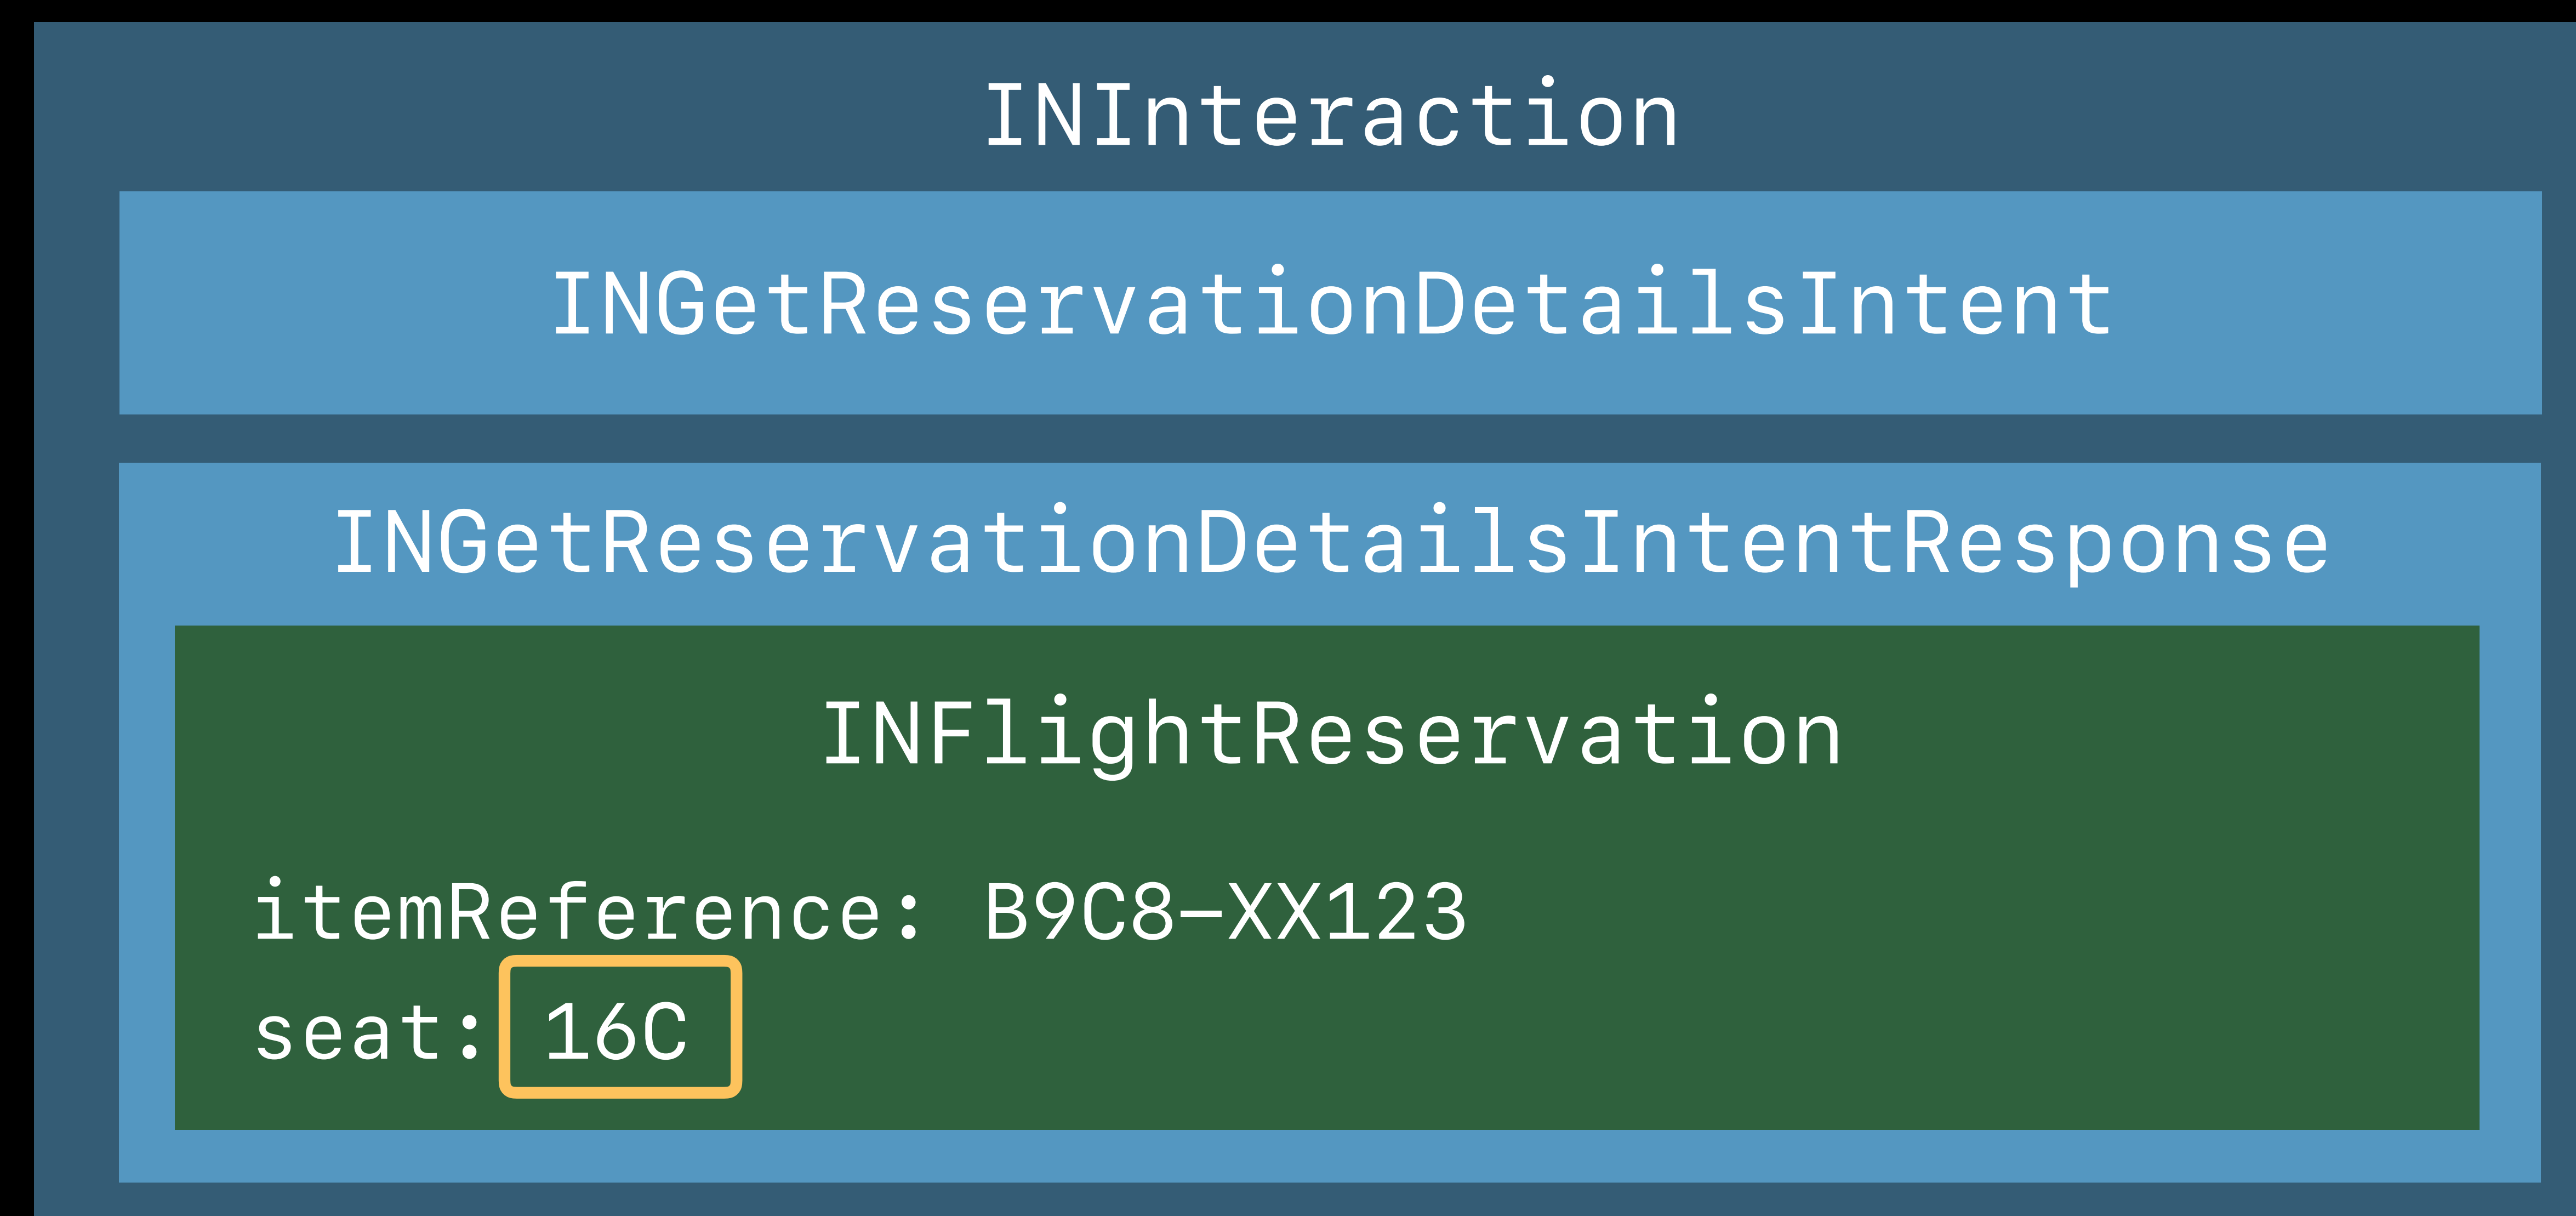 INInteraction
INGetReservationDetailsIntent
INGetReservationDetailsIntentResponse
INFlightReservation
itemReference: B9C8–XX123
seat: 16C